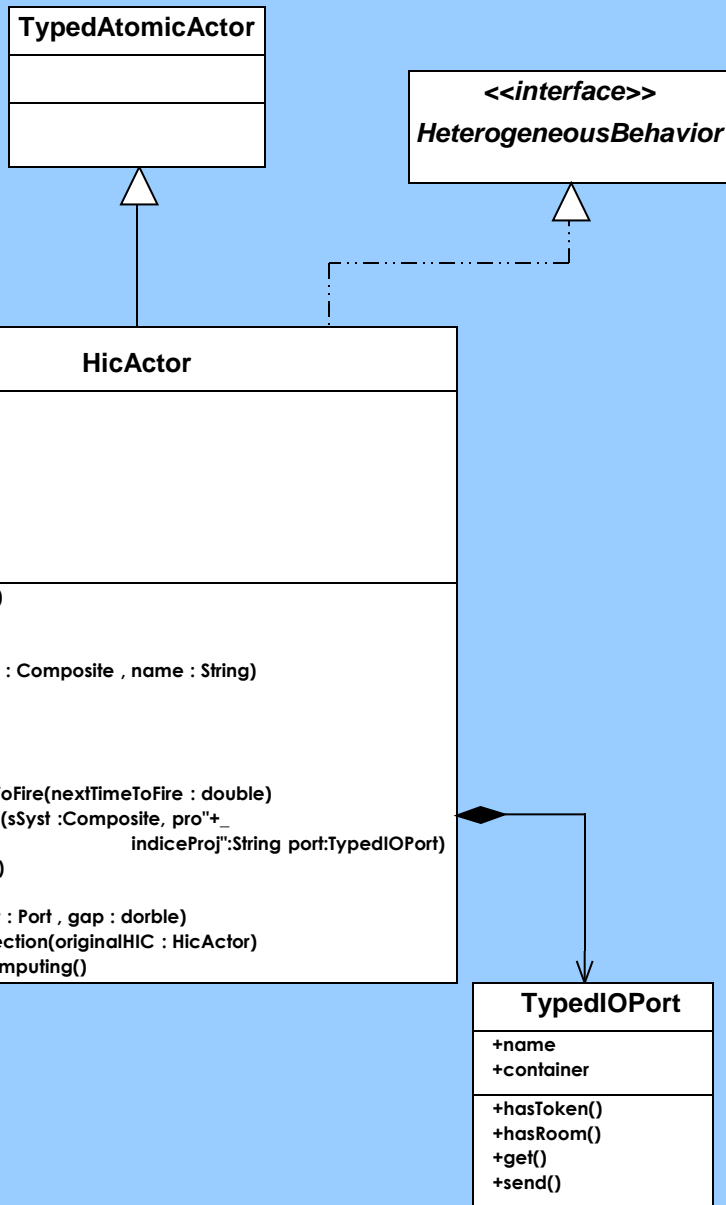 TypedAtomicActor
<<interface>>
HeterogeneousBehavior
HicActor
)
: Composite , name : String)
oFire(nextTimeToFire : double)
(sSyst :Composite, pro"+_
indiceProj":String port:TypedIOPort)
)
: Port , gap : dorble)
ection(originalHIC : HicActor)
mputing()
TypedIOPort
+name
+container
+hasToken()
+hasRoom()
+get()
+send()